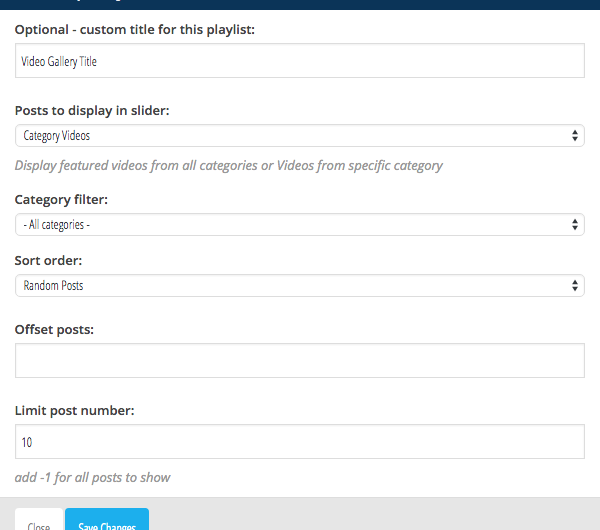 Optional - custom title for this playlist:
Video Gallery Title
Posts to display in slider:
Category Videos
Display featured videos from all categories or Videos from specific category
Category filter:
- All categories -
Sort order:
Random Posts
Offset posts:
Limit post number:
10
add -1 for all posts to show
Close
Save Changes